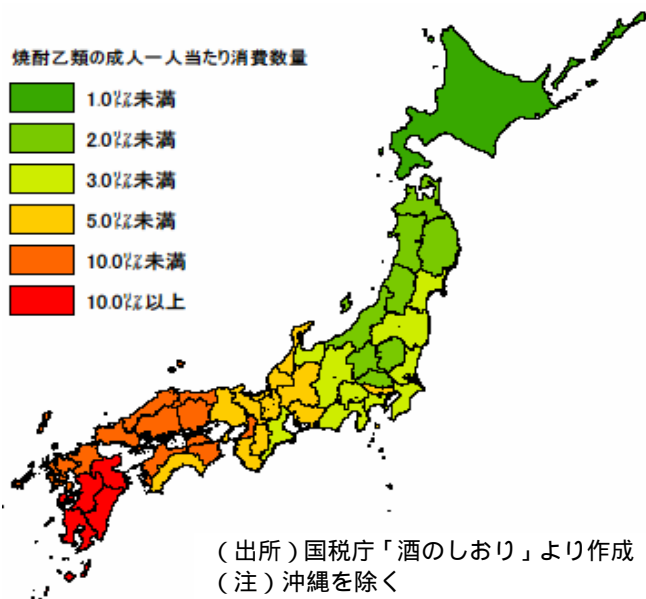 焼酎乙類の成人一人当たり消費数量
1.0㍑未満
2.0㍑未満
3.0㍑未満
5.0㍑未満
10.0㍑未満
10.0㍑以上
(出所)国税庁「酒のしおり」より作成
(注)沖縄を除く